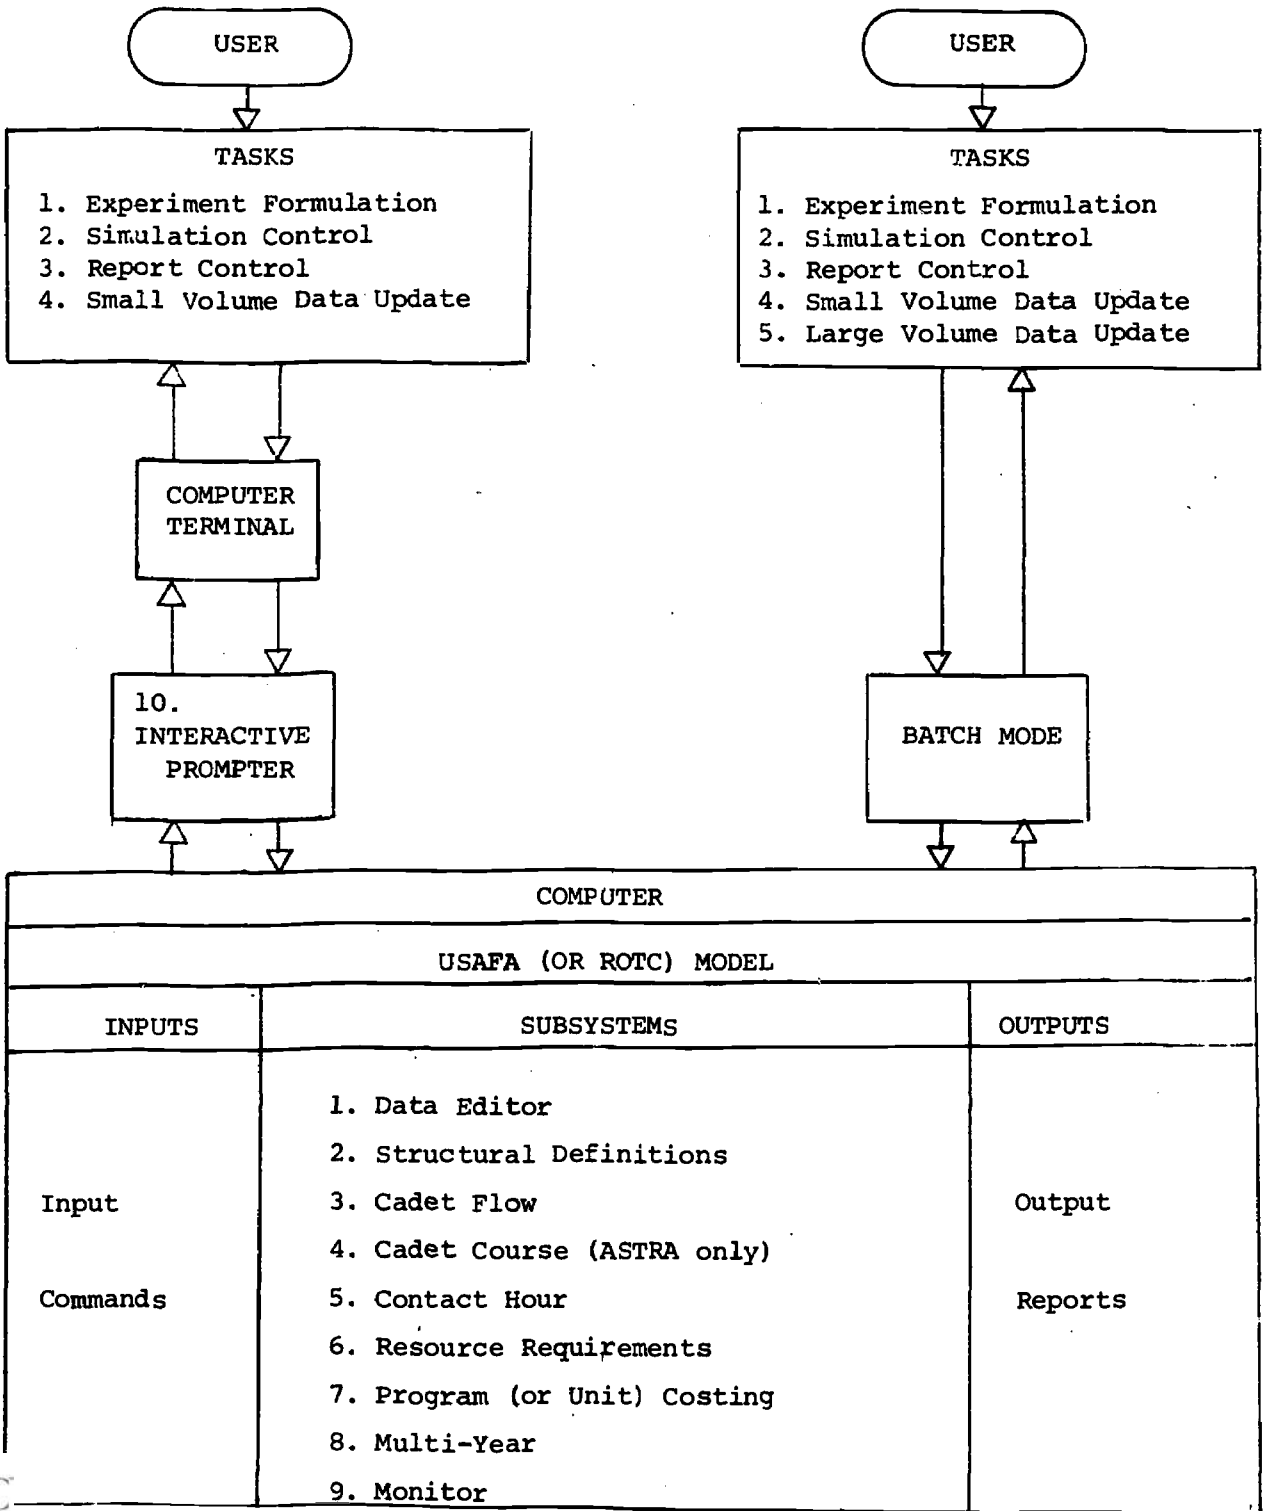 USER
TASKS
1. Experiment Formulation
2. Simulation Control
3. Report Control
4. Small Volume Data Update
COMPUTER
TERMINAL
10.
INTERACTIVE
PROMPTER
USER
TASKS
1. Experiment Formulation
2. Simulation Control
3. Report Control
4. Small Volume Data Update
5. Large Volume Data Update
BATCH MODE
COMPUTER
USAFA (OR ROTC) MODEL
INPUTS
Input
Commands
SUBSYSTEMS
1. Data Editor
2. Structural Definitions
3. Cadet Flow
4. Cadet Course (ASTRA only)
5. Contact Hour
6. Resource Requirements
7. Program (or Unit) Costing
8. Multi-Year
9. Monitor
OUTPUTS
Output
Reports